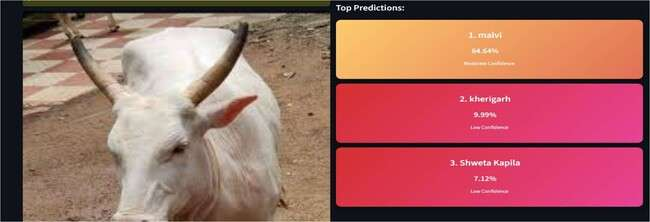 Top Predictions:
1. malvi
64.64%
Moderate Confidence
2. kherigarh
9.99%
Low Confidence
3. Shweta Kapila
7.12%
Low Confidence